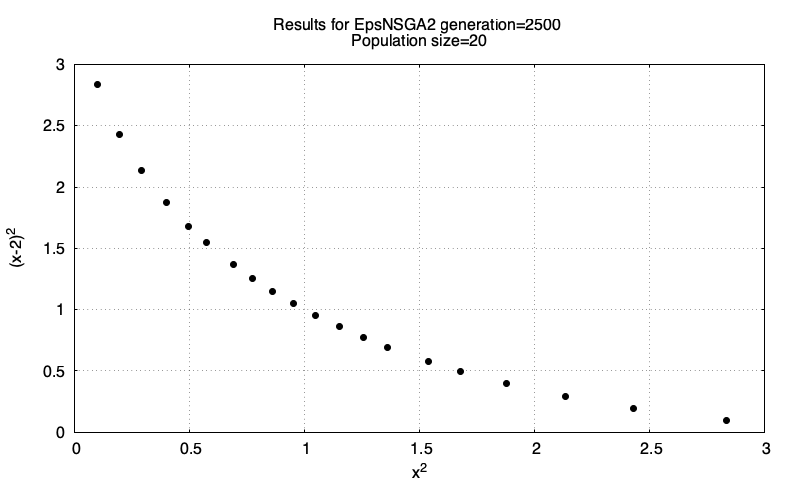 Results for EpsNSGA2 generation=2500
Population size=20
3
2.5
2
1.5
1
0.5
0
(x-2)²
0 0.5 1 1.5 2 2.5 3
x²